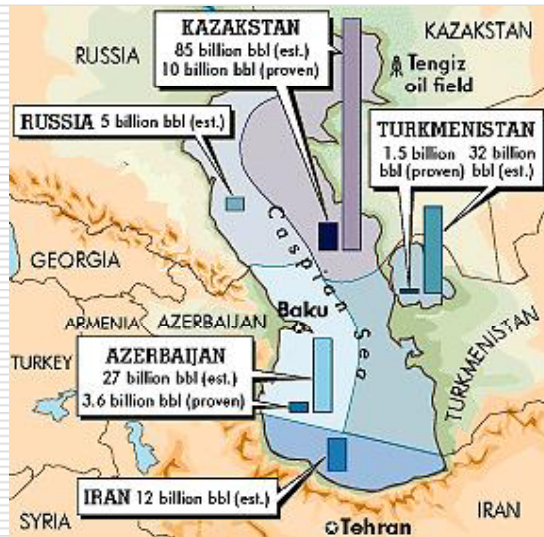 KAZAKSTAN
85 billion bbl (est.)
10 billion bbl (proven)
KAZAKHSTAN
RUSSIA
Tengiz
oil field
RUSSIA 5 billion bbl (est.)
TURKMENISTAN
1.5 billion 32 billion
bbl (proven) bbl (est.)
Caspian Sea
GEORGIA
Baku
ARMENIA
AZERBAIJAN
TURKMENISTAN
TURKEY
AZERBAIJAN
27 billion bbl (est.)
3.6 billion bbl (proven)
IRAN 12 billion bbl (est.)
IRAN
SYRIA
Tehran